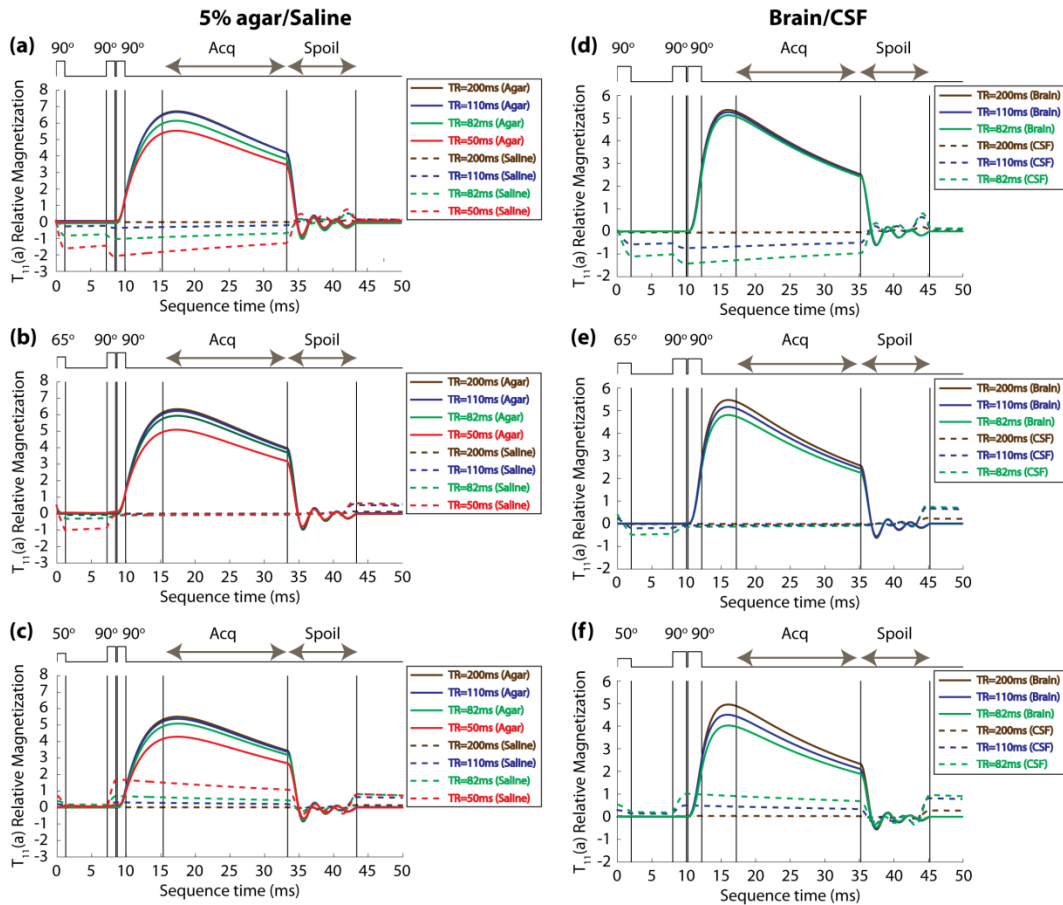 5% agar/Saline
Brain/CSF
(a)
90° 90° 90° Acq Spoil
T11(a) Relative Magnetization
8
7
6
5
4
3
2
1
0
-1
-2
-3
0 5 10 15 20 25 30 35 40 45 50
Sequence time (ms)
TR=200ms (Agar)
TR=110ms (Agar)
TR=82ms (Agar)
TR=50ms (Agar)
TR=200ms (Saline)
TR=110ms (Saline)
TR=82ms (Saline)
TR=50ms (Saline)
(d)
90° 90° 90° Acq Spoil
T11(a) Relative Magnetization
6
5
4
3
2
1
0
-1
-2
0 5 10 15 20 25 30 35 40 45 50
Sequence time (ms)
TR=200ms (Brain)
TR=110ms (Brain)
TR=82ms (Brain)
TR=200ms (CSF)
TR=110ms (CSF)
TR=82ms (CSF)
(b)
65° 90° 90° Acq Spoil
T11(a) Relative Magnetization
8
7
6
5
4
3
2
1
0
-1
-2
-3
0 5 10 15 20 25 30 35 40 45 50
Sequence time (ms)
TR=200ms (Agar)
TR=110ms (Agar)
TR=82ms (Agar)
TR=50ms (Agar)
TR=200ms (Saline)
TR=110ms (Saline)
TR=82ms (Saline)
TR=50ms (Saline)
(e)
65° 90° 90° Acq Spoil
T11(a) Relative Magnetization
6
5
4
3
2
1
0
-1
-2
0 5 10 15 20 25 30 35 40 45 50
Sequence time (ms)
TR=200ms (Brain)
TR=110ms (Brain)
TR=82ms (Brain)
TR=200ms (CSF)
TR=110ms (CSF)
TR=82ms (CSF)
(c)
50° 90° 90° Acq Spoil
T11(a) Relative Magnetization
8
7
6
5
4
3
2
1
0
-1
-2
-3
0 5 10 15 20 25 30 35 40 45 50
Sequence time (ms)
TR=200ms (Agar)
TR=110ms (Agar)
TR=82ms (Agar)
TR=50ms (Agar)
TR=200ms (Saline)
TR=110ms (Saline)
TR=82ms (Saline)
TR=50ms (Saline)
(f)
50° 90° 90° Acq Spoil
T11(a) Relative Magnetization
6
5
4
3
2
1
0
-1
-2
0 5 10 15 20 25 30 35 40 45 50
Sequence time (ms)
TR=200ms (Brain)
TR=110ms (Brain)
TR=82ms (Brain)
TR=200ms (CSF)
TR=110ms (CSF)
TR=82ms (CSF)